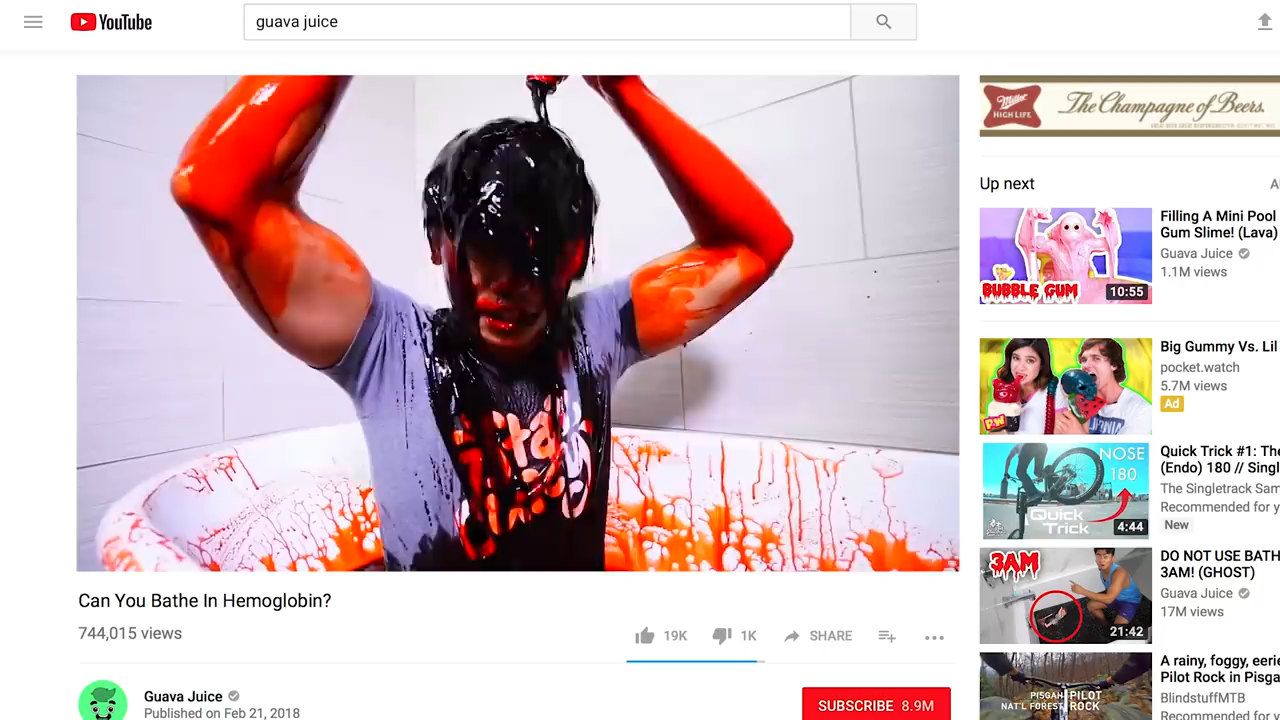 YouTube
guava juice
Miller
HIGH LIFE
The Champagne of Beers.
Up next
BUBBLE GUM
10:55
Filling A Mini Pool
Gum Slime! (Lava)
Guava Juice
1.1M views
Big Gummy Vs. Lil
pocket.watch
5.7M views
Ad
NOSE
180
Quick
Trick
4:44
Quick Trick #1: The
(Endo) 180 // Singl
The Singletrack Sam
Recommended for y
New
3AM
21:42
DO NOT USE BATH
3AM! (GHOST)
Guava Juice
17M views
PISGAH
NAT'L FOREST
PILOT
ROCK
A rainy, foggy, eerie
Pilot Rock in Pisga
BlindstuffMTB
Recommended for y
Can You Bathe In Hemoglobin?
744,015 views
19K
1K
SHARE
Guava Juice
Published on Feb 21, 2018
SUBSCRIBE 8.9M